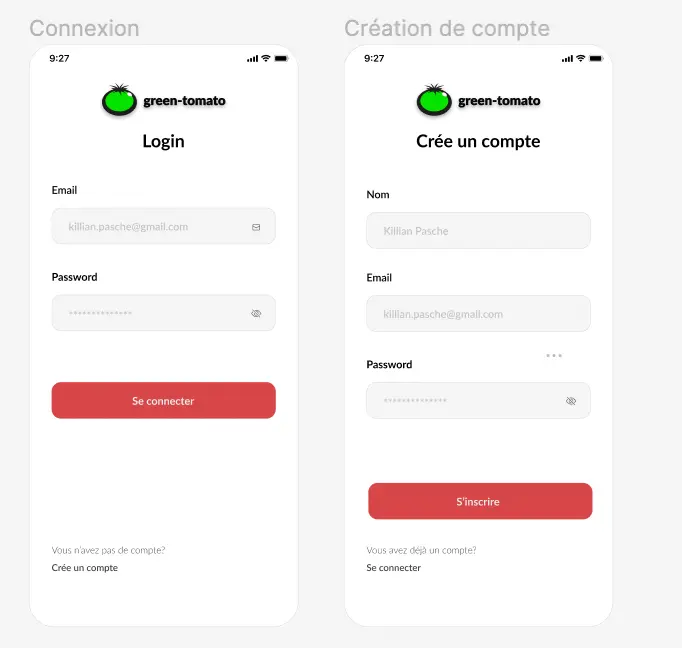 Connexion
9:27
green-tomato
Login
Email
killian.pasche@gmail.com
Password
**************
Se connecter
Vous n'avez pas de compte?
Crée un compte
Création de compte
9:27
green-tomato
Crée un compte
Nom
Killian Pasche
Email
killian.pasche@gmail.com
Password
**************
S'inscrire
Vous avez déjà un compte?
Se connecter